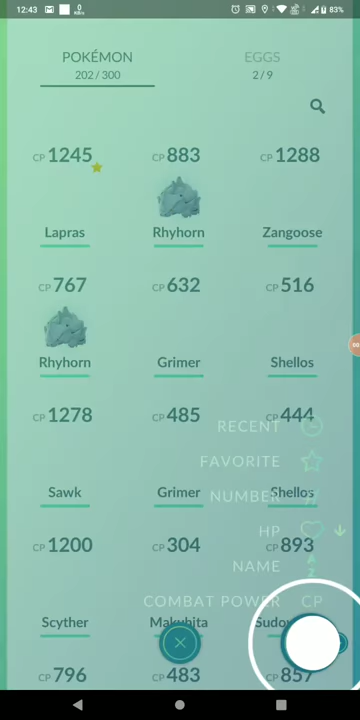 12:43 0 83%
POKÉMON EGGS
202 / 300 2 / 9
CP 1245 CP 883 CP 1288
Lapras Rhyhorn Zangoose
CP 767 CP 632 CP 516
Rhyhorn Grimer Shellos
CP 1278 CP 485 CP 444
RECENT
FAVORITE
Sawk Grimer Shellos
NUMBER
HP
CP 1200 CP 304 CP 893
NAME
COMBAT POWER CP
Scyther Makuhita
CP 796 CP 483 CP 857